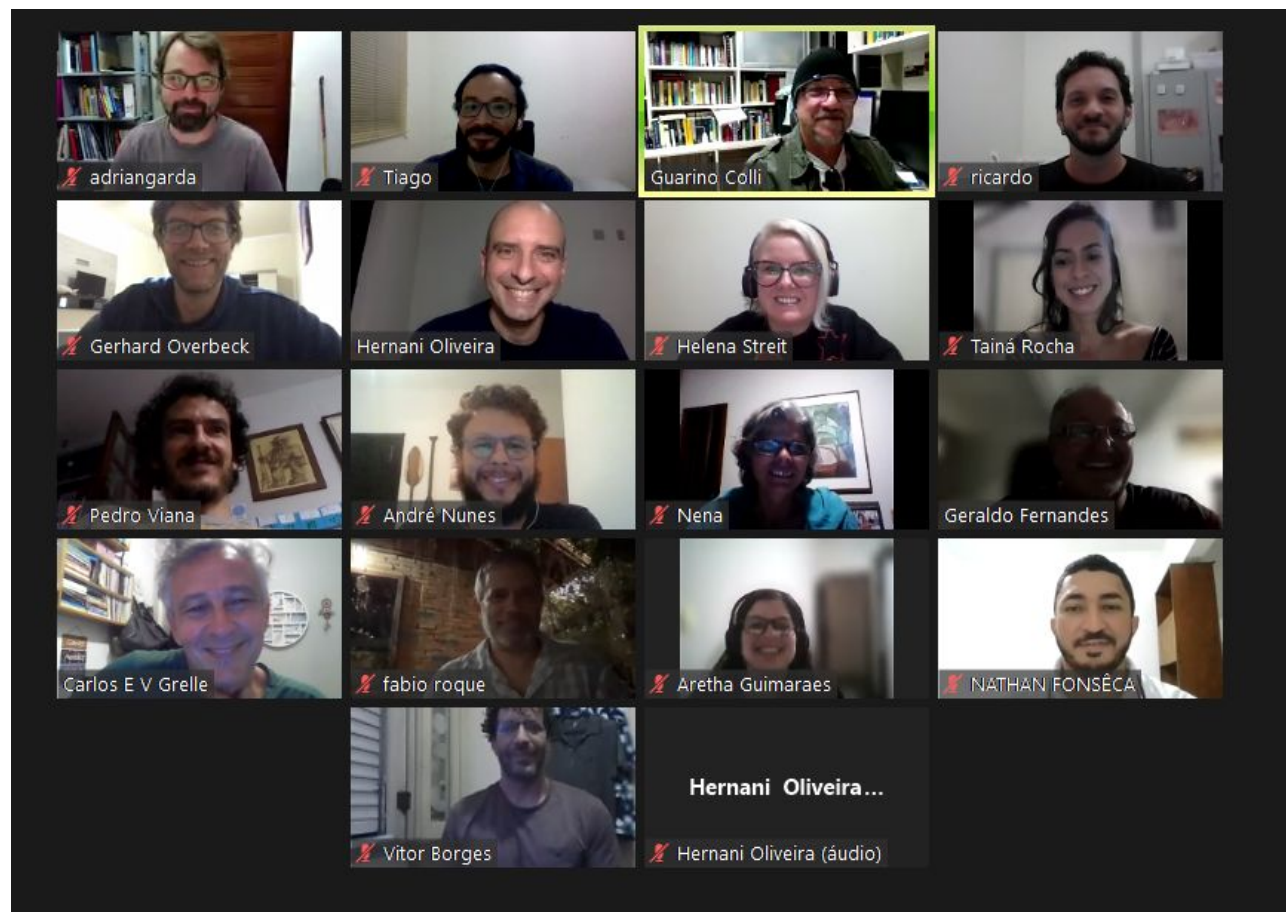 adriangarda
Tiago
Guarino Colli
ricardo
Gerhard Overbeck
Hernani Oliveira
Helena Streit
Tainá Rocha
Pedro Viana
André Nunes
Nena
Geraldo Fernandes
Carlos E V Grelle
fabio roque
Aretha Guimaraes
NATHAN FONSÊCA
Vitor Borges
Hernani Oliveira...
Hernani Oliveira (áudio)